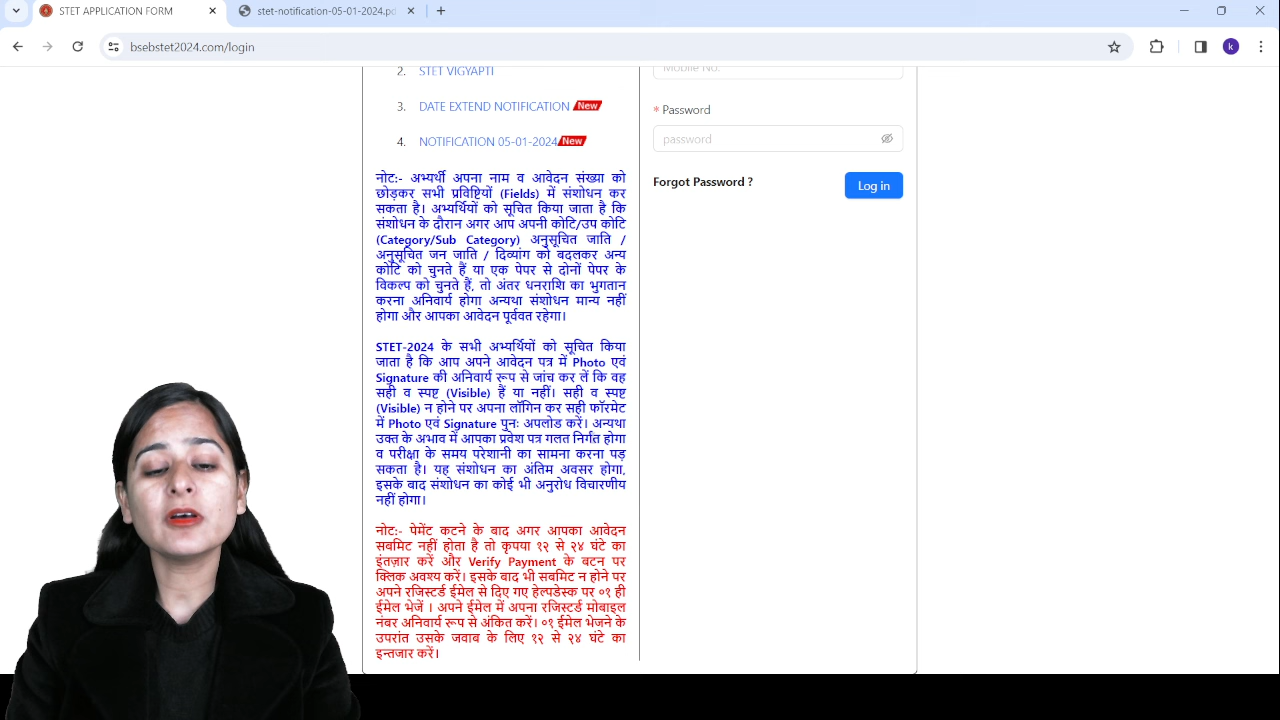 STET APPLICATION FORM
stet-notification-05-01-2024.pd
bsebstet2024.com/login
k
2. STET VIGYAPTI
3. DATE EXTEND NOTIFICATION New
4. NOTIFICATION 05-01-2024 New
नोट:- अभ्यर्थी अपना नाम व आवेदन संख्या को
छोड़कर सभी प्रविष्टियों (Fields) में संशोधन कर
सकता है। अभ्यर्थियों को सूचित किया जाता है कि
संशोधन के दौरान अगर आप अपनी कोटि/उप कोटि
(Category/Sub Category) अनुसूचित जाति /
अनुसूचित जन जाति / दिव्यांग को बदलकर अन्य
कोटि को चुनते हैं या एक पेपर से दोनों पेपर के
विकल्प को चुनते हैं, तो अंतर धनराशि का भुगतान
करना अनिवार्य होगा अन्यथा संशोधन मान्य नहीं
होगा और आपका आवेदन पूर्ववत रहेगा।
STET-2024 के सभी अभ्यर्थियों को सूचित किया
जाता है कि आप अपने आवेदन पत्र में Photo एवं
Signature की अनिवार्य रूप से जांच कर लें कि वह
सही व स्पष्ट (Visible) हैं या नहीं। सही व स्पष्ट
(Visible) न होने पर अपना लॉगिन कर सही फॉरमेट
में Photo एवं Signature पुनः अपलोड करें। अन्यथा
उक्त के अभाव में आपका प्रवेश पत्र गलत निर्गत होगा
व परीक्षा के समय परेशानी का सामना करना पड़
सकता है। यह संशोधन का अंतिम अवसर होगा,
इसके बाद संशोधन का कोई भी अनुरोध विचारणीय
नहीं होगा।
नोट:- पेमेंट कटने के बाद अगर आपका आवेदन
सबमिट नहीं होता है तो कृपया १२ से २४ घंटे का
इंतज़ार करें और Verify Payment के बटन पर
क्लिक अवश्य करें। इसके बाद भी सबमिट न होने पर
अपने रजिस्टर्ड ईमेल से दिए गए हेल्पडेस्क पर ०१ ही
ईमेल भेजें । अपने ईमेल में अपना रजिस्टर्ड मोबाइल
नंबर अनिवार्य रूप से अंकित करें। ०१ ईमेल भेजने के
उपरांत उसके जवाब के लिए १२ से २४ घंटे का
इन्तजार करें।
Mobile No.
* Password
password
Forgot Password ?
Log in